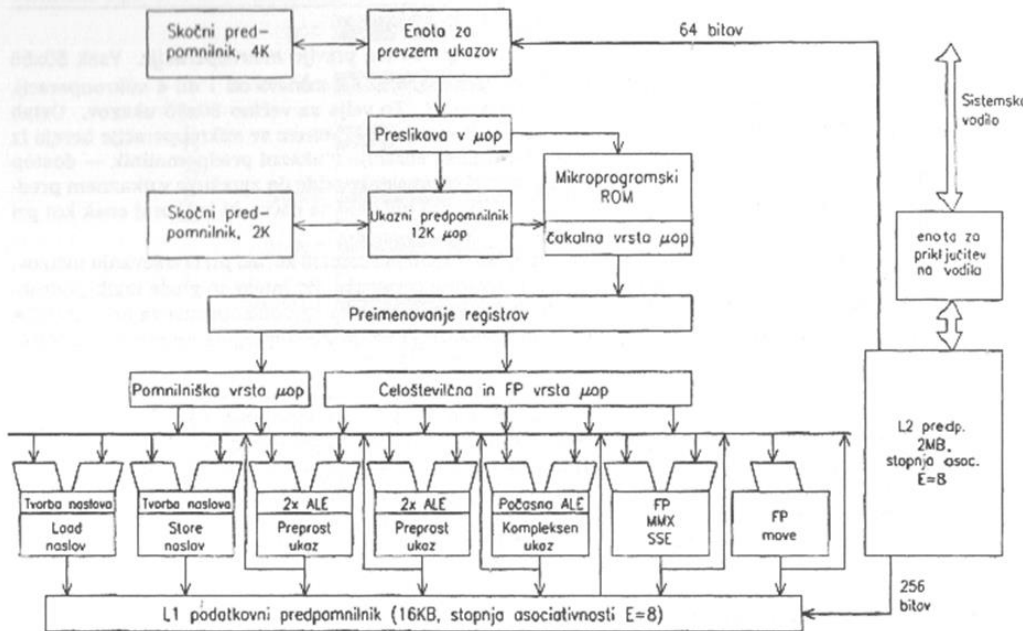 Skočni pred-
pomnilnik, 4K
Enota za
prevzem ukazov
64 bitov
Sistemsko
vodilo
Preslikava v μop
Mikroprogramski
ROM
Skočni pred-
pomnilnik, 2K
Ukazni predpomnilnik
12K μop
čakalna vrsta μop
enota za
priključitev
na vodila
Preimenovanje registrov
Pomnilniška vrsta μop
Celoštevilčna in FP vrsta μop
L2 predp.
2MB,
stopnja asoc.
E=8
Tvorba naslova
Load
naslov
Tvorba naslova
Store
naslov
2x ALE
Preprost
ukaz
2x ALE
Preprost
ukaz
Počasna ALE
Kompleksen
ukaz
FP
MMX
SSE
FP
move
256
bitov
L1 podatkovni predpomnilnik (16KB, stopnja asociativnosti E=8)